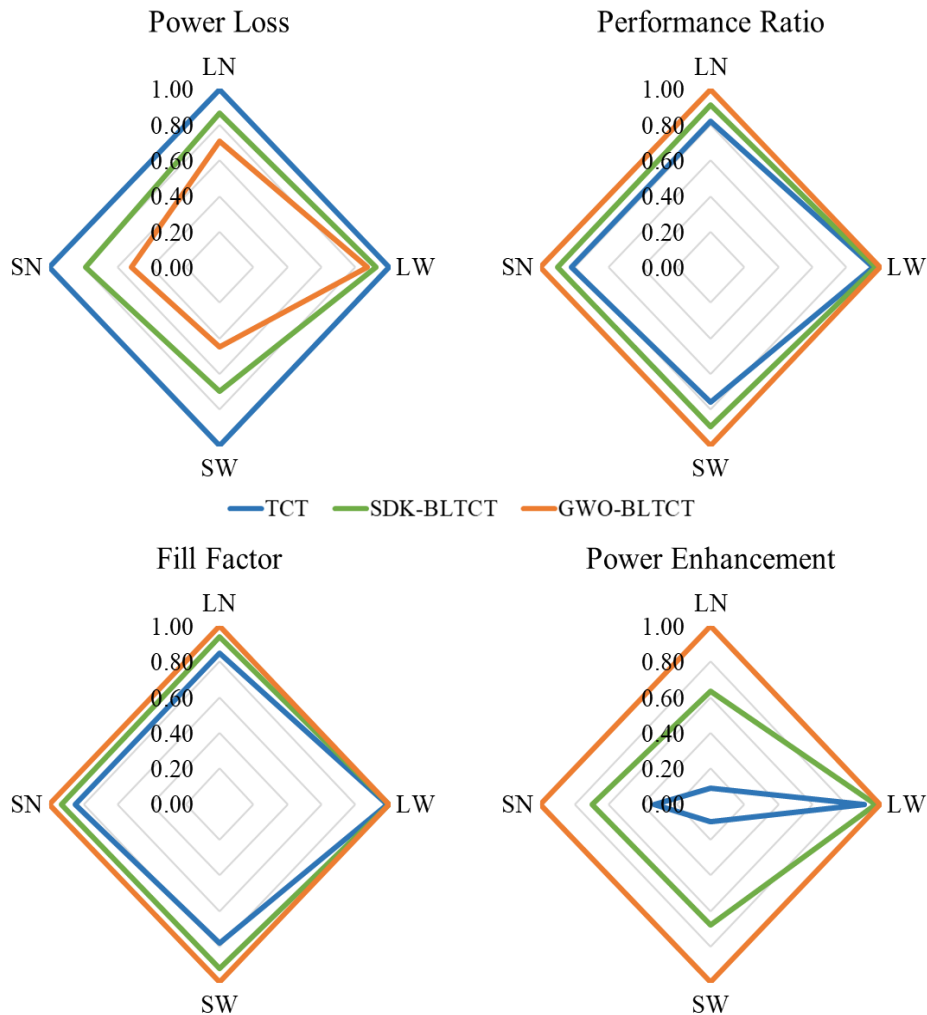 Power Loss
LN
1.00
0.80
0.60
0.40
0.20
0.00
SN
LW
SW
Performance Ratio
LN
1.00
0.80
0.60
0.40
0.20
0.00
SN
LW
SW
TCT SDK-BLTCT GWO-BLTCT
Fill Factor
LN
1.00
0.80
0.60
0.40
0.20
0.00
SN
LW
SW
Power Enhancement
LN
1.00
0.80
0.60
0.40
0.20
0.00
SN
LW
SW